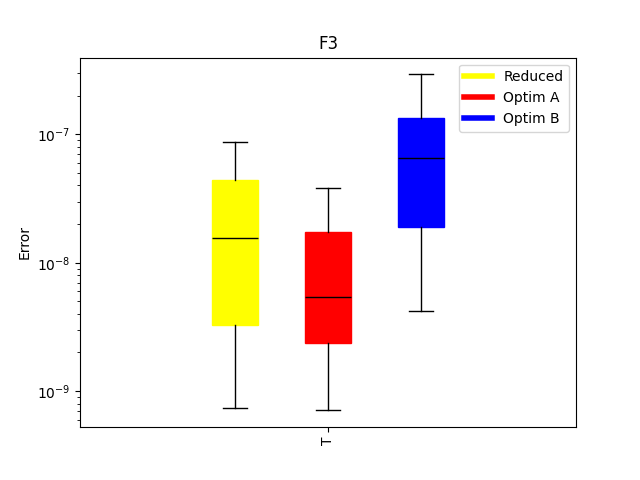 F3
Reduced
Optim A
Optim B
Error
10⁻⁷
10⁻⁸
10⁻⁹
T